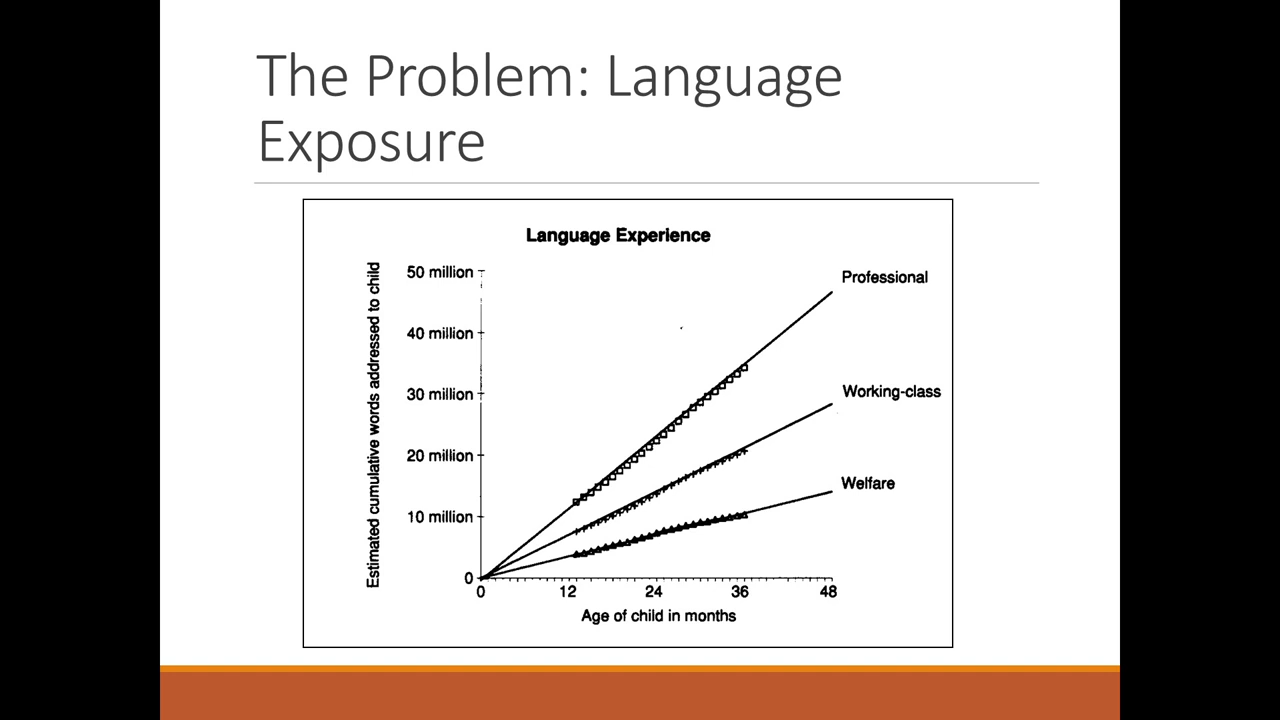 The Problem: Language
Exposure
Language Experience
Estimated cumulative words addressed to child
50 million
40 million
30 million
20 million
10 million
0
0 12 24 36 48
Age of child in months
Professional
Working-class
Welfare